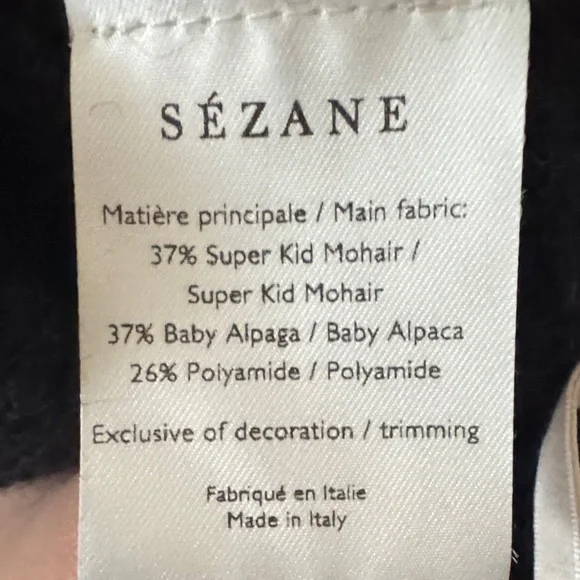 SÉZANE
Matière principale / Main fabric:
37% Super Kid Mohair /
Super Kid Mohair
37% Baby Alpaga / Baby Alpaca
26% Polyamide / Polyamide
Exclusive of decoration / trimming
Fabriqué en Italie
Made in Italy